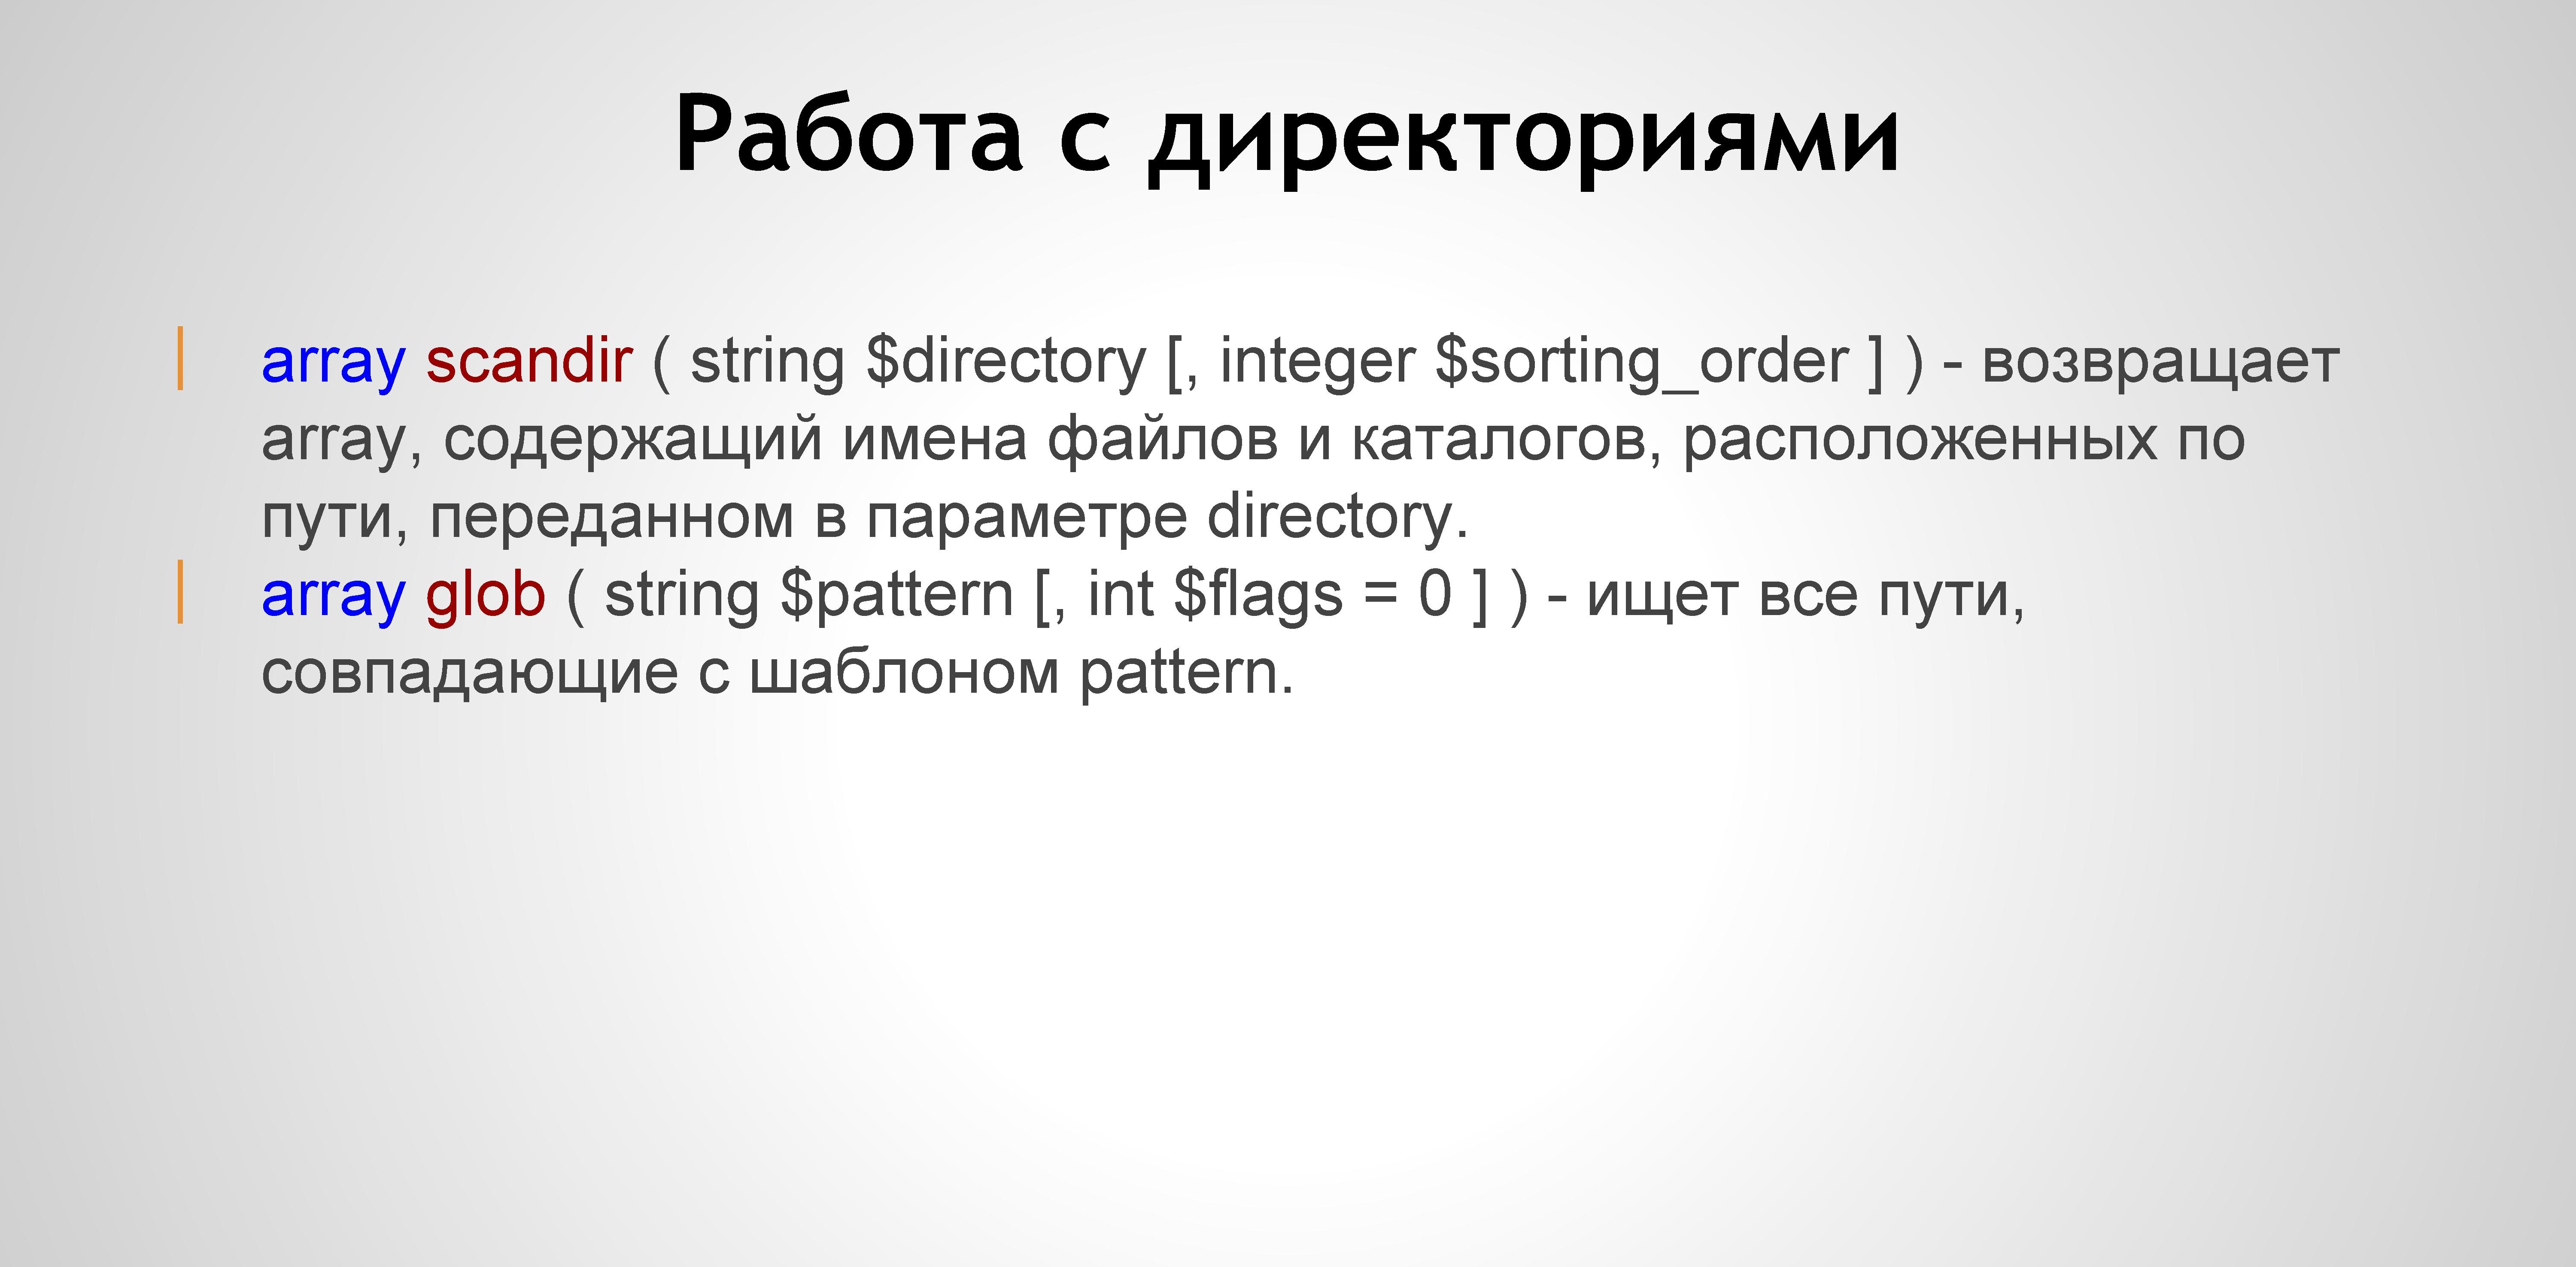 Работа с директориями
array scandir ( string $directory [, integer $sorting_order ] ) - возвращает
array, содержащий имена файлов и каталогов, расположенных по
пути, переданном в параметре directory.
array glob ( string $pattern [, int $flags = 0 ] ) - ищет все пути,
совпадающие с шаблоном pattern.